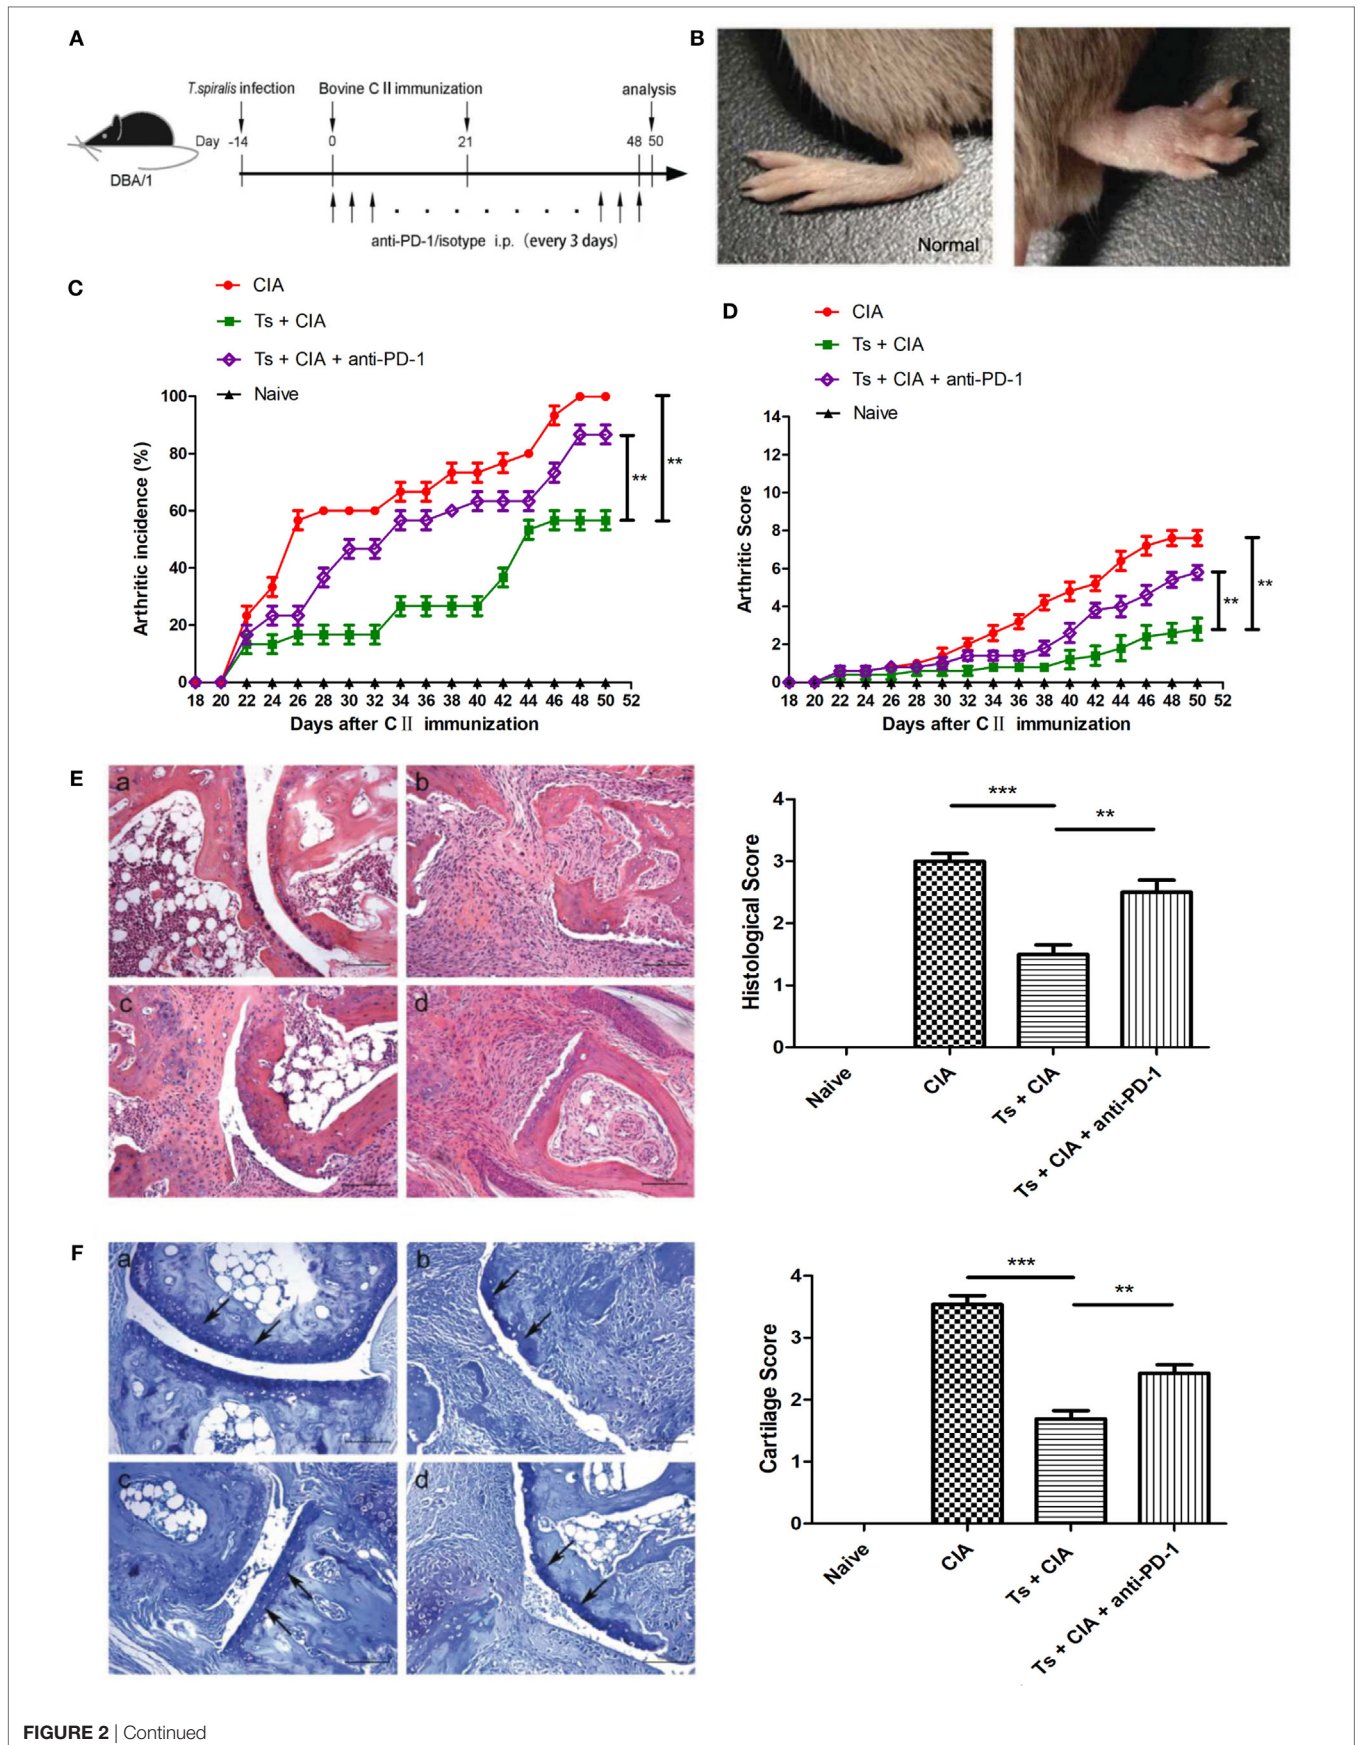 A
T.spiralis infection
Bovine C II immunization
analysis
Day -14 0 21 48 50
DBA/1
anti-PD-1/isotype i.p. (every 3 days)
B
Normal
C
CIA
Ts + CIA
Ts + CIA + anti-PD-1
Naive
Arthritic incidence (%)
100
80
60
40
20
0
**
**
18 20 22 24 26 28 30 32 34 36 38 40 42 44 46 48 50 52
Days after C II immunization
D
CIA
Ts + CIA
Ts + CIA + anti-PD-1
Naive
Arthritic Score
14
12
10
8
6
4
2
0
**
**
18 20 22 24 26 28 30 32 34 36 38 40 42 44 46 48 50 52
Days after C II immunization
E
a
b
c
d
Histological Score
4
3
2
1
0
***
**
Naive
CIA
Ts + CIA
Ts + CIA + anti-PD-1
F
a
b
c
d
Cartilage Score
4
3
2
1
0
***
**
Naive
CIA
Ts + CIA
Ts + CIA + anti-PD-1
FIGURE 2 | Continued